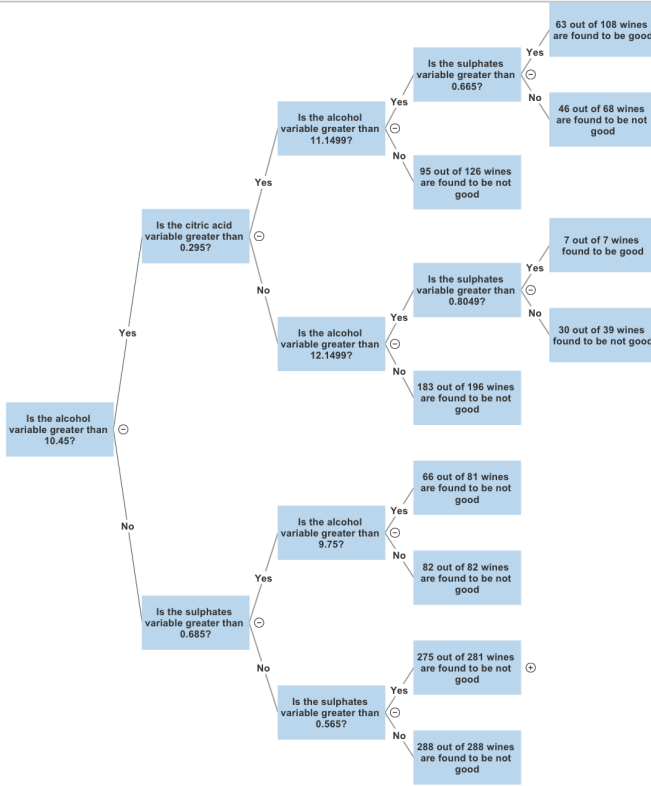 63 out of 108 wines
are found to be good
Yes
Is the sulphates
variable greater than
0.665?
No
46 out of 68 wines
are found to be not
good
Yes
Is the alcohol
variable greater than
11.1499?
No
95 out of 126 wines
are found to be not
good
Yes
Is the citric acid
variable greater than
0.295?
No
7 out of 7 wines
found to be good
Yes
Is the sulphates
variable greater than
0.8049?
No
30 out of 39 wines
found to be not good
Yes
Is the alcohol
variable greater than
12.1499?
No
183 out of 196 wines
are found to be not
good
Yes
Is the alcohol
variable greater than
10.45?
No
66 out of 81 wines
are found to be not
good
Yes
Is the alcohol
variable greater than
9.75?
No
82 out of 82 wines
are found to be not
good
Yes
Is the sulphates
variable greater than
0.685?
No
275 out of 281 wines
are found to be not
good
Yes
Is the sulphates
variable greater than
0.565?
No
288 out of 288 wines
are found to be not
good